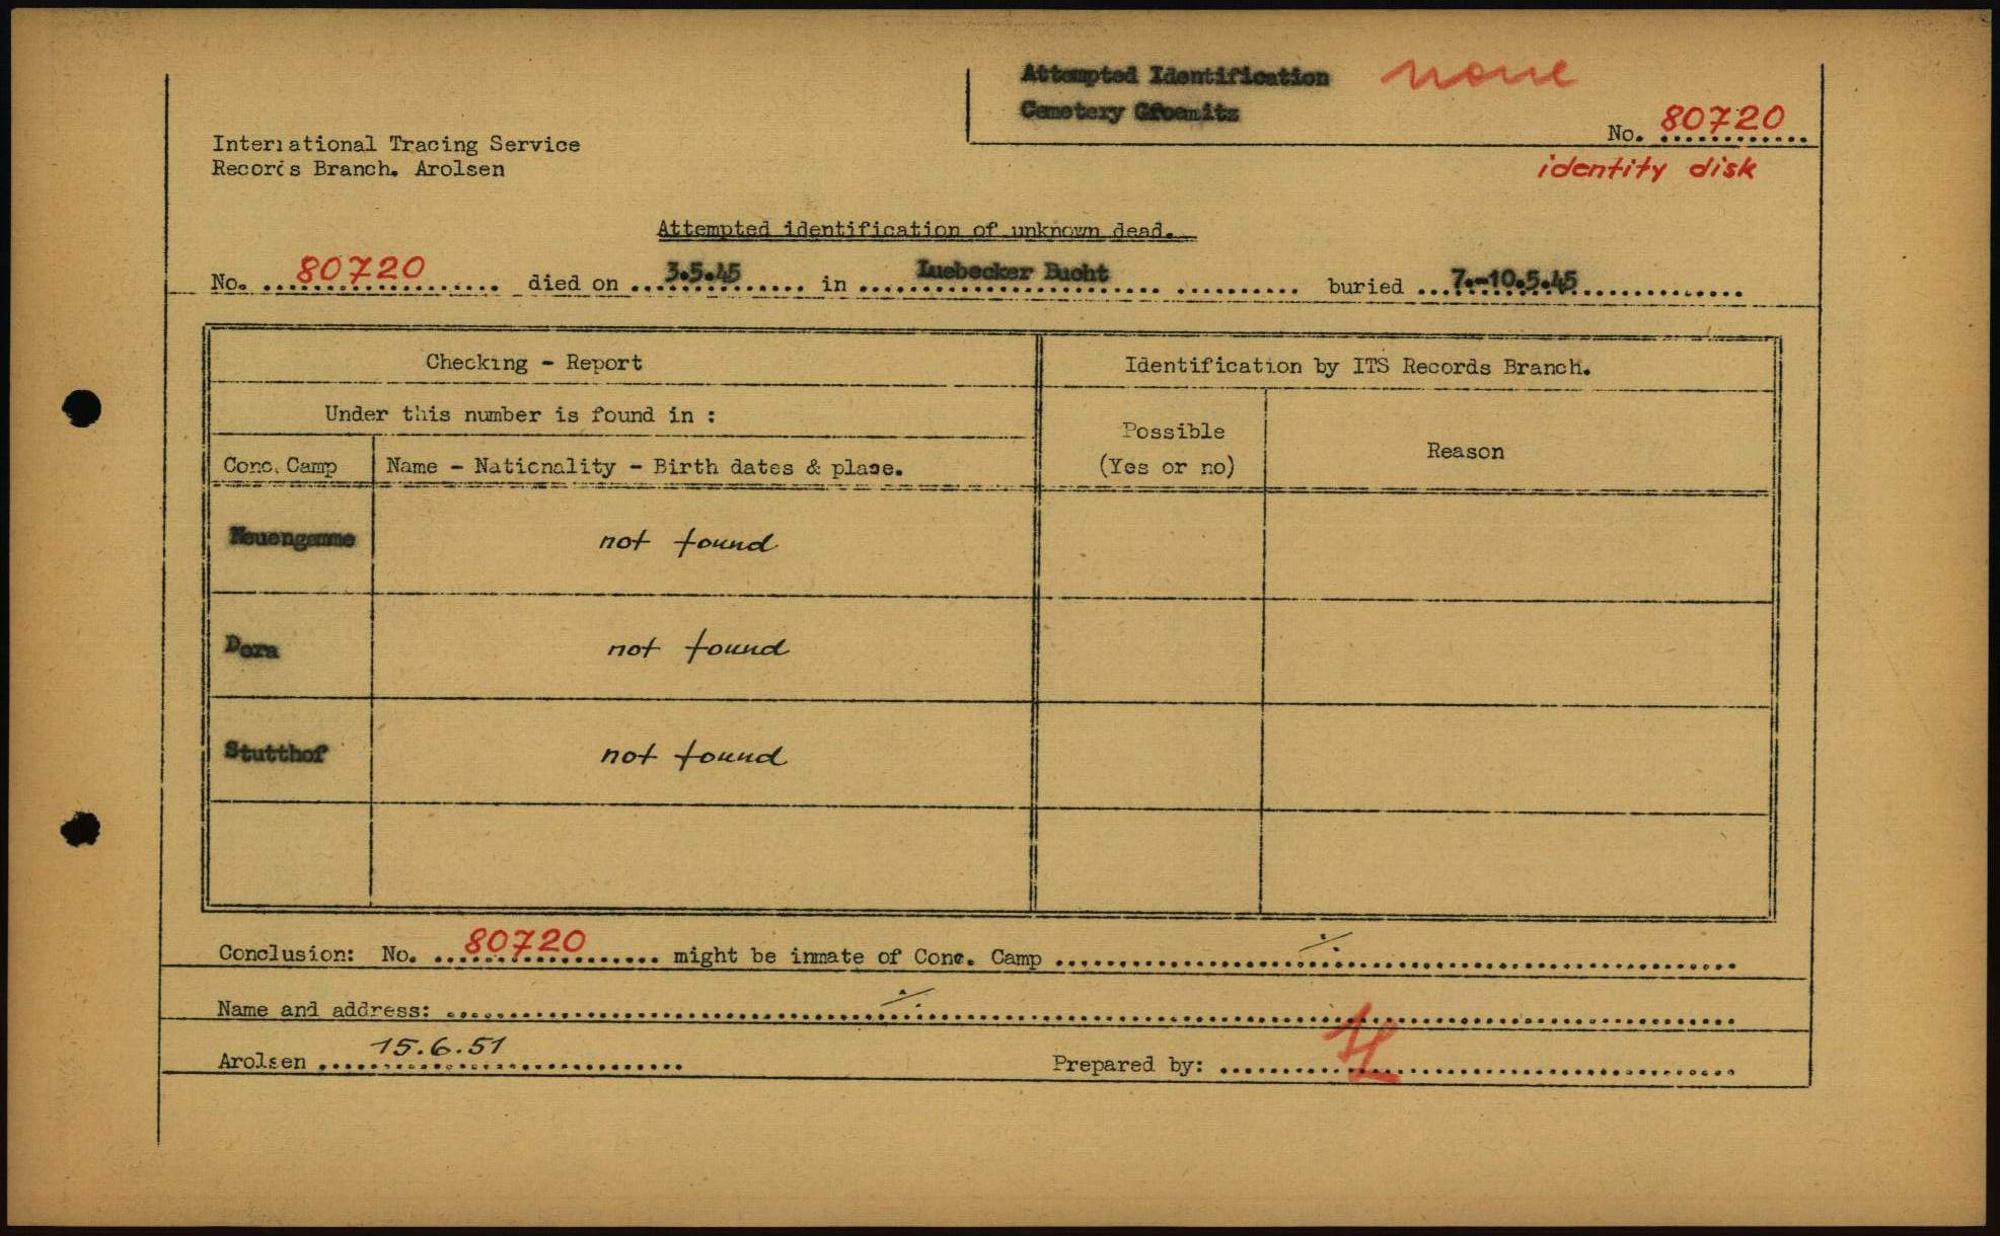 Attempted Identification none
Cemetery Groemitz
No. 80720
identity disk
International Tracing Service
Records Branch. Arolsen
Attempted identification of unknown dead.
No. 80720 died on 3.5.45 in Luebecker Bucht buried 7.-10.5.45
Checking - Report
Identification by ITS Records Branch.
Under this number is found in :
Possible
(Yes or no)
Reason
Conc. Camp
Name - Nationality - Birth dates & place.
Neuengamme not found
Dora not found
Stutthof not found
Conclusion: No. 80720 might be inmate of Conc. Camp ./.
Name and address: ./.
Arolsen 15.6.51
Prepared by: